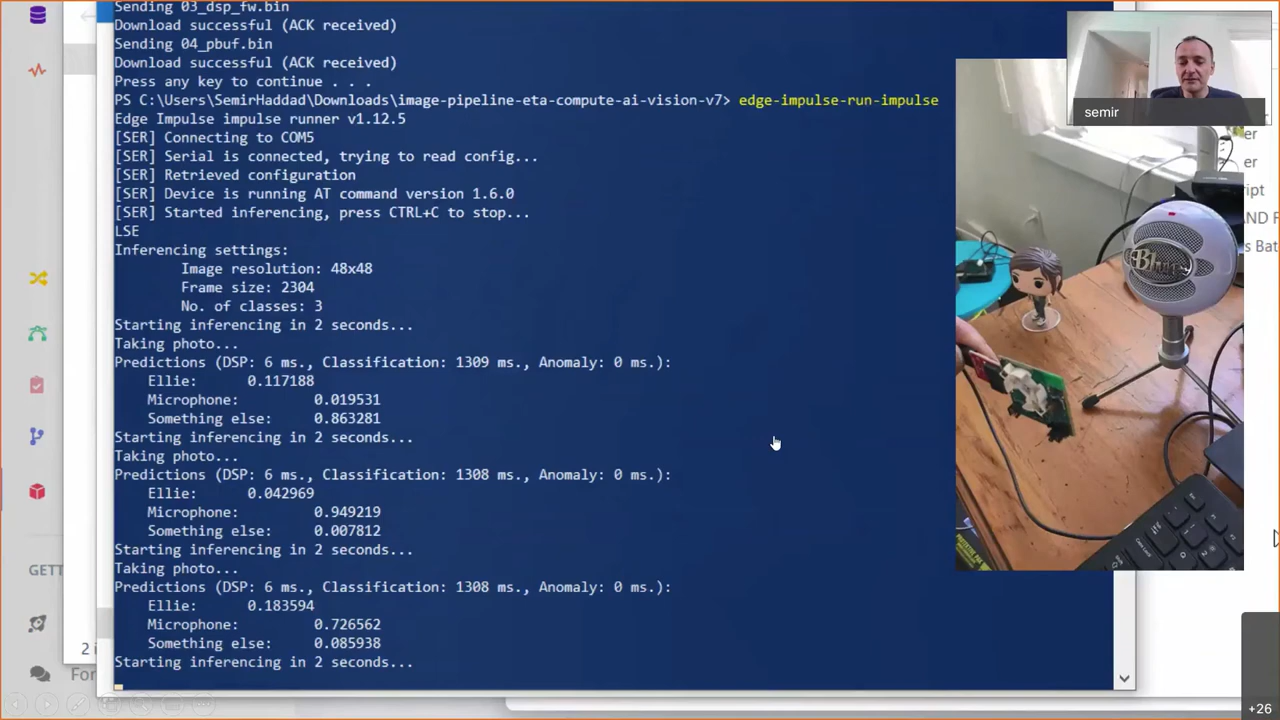 Sending 03_dsp_fw.bin
Download successful (ACK received)
Sending 04_pbuf.bin
Download successful (ACK received)
Press any key to continue . . .
PS C:\Users\SemirHaddad\Downloads\image-pipeline-eta-compute-ai-vision-v7> edge-impulse-run-impulse
Edge Impulse impulse runner v1.12.5
[SER] Connecting to COM5
[SER] Serial is connected, trying to read config...
[SER] Retrieved configuration
[SER] Device is running AT command version 1.6.0
[SER] Started inferencing, press CTRL+C to stop...
LSE
Inferencing settings:
Image resolution: 48x48
Frame size: 2304
No. of classes: 3
Starting inferencing in 2 seconds...
Taking photo...
Predictions (DSP: 6 ms., Classification: 1309 ms., Anomaly: 0 ms.):
Ellie: 0.117188
Microphone: 0.019531
Something else: 0.863281
Starting inferencing in 2 seconds...
Taking photo...
Predictions (DSP: 6 ms., Classification: 1308 ms., Anomaly: 0 ms.):
Ellie: 0.042969
Microphone: 0.949219
Something else: 0.007812
Starting inferencing in 2 seconds...
Taking photo...
Predictions (DSP: 6 ms., Classification: 1308 ms., Anomaly: 0 ms.):
Ellie: 0.183594
Microphone: 0.726562
Something else: 0.085938
Starting inferencing in 2 seconds...
semir
er
er
ript
AND F
s Bat
Blue
GETT
2 i
For
+26